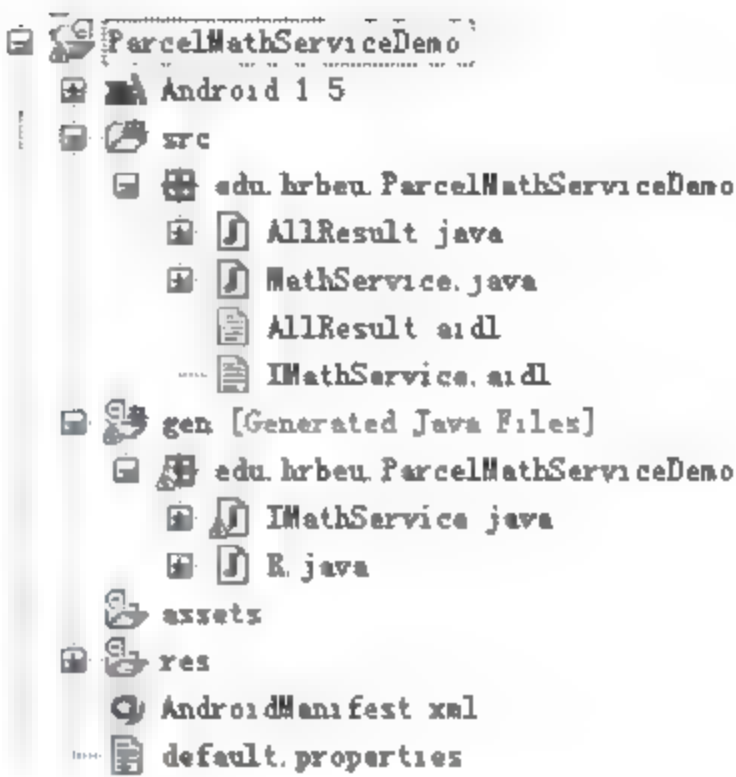 ParcelMathServiceDemo
Android 1 5
src
edu.hrbeu.ParcelMathServiceDemo
AllResult java
MathService.java
AllResult aidl
IMathService.aidl
gen [Generated Java Files]
edu.hrbeu.ParcelMathServiceDemo
IMathService java
R.java
assets
res
AndroidManifest xml
default.properties